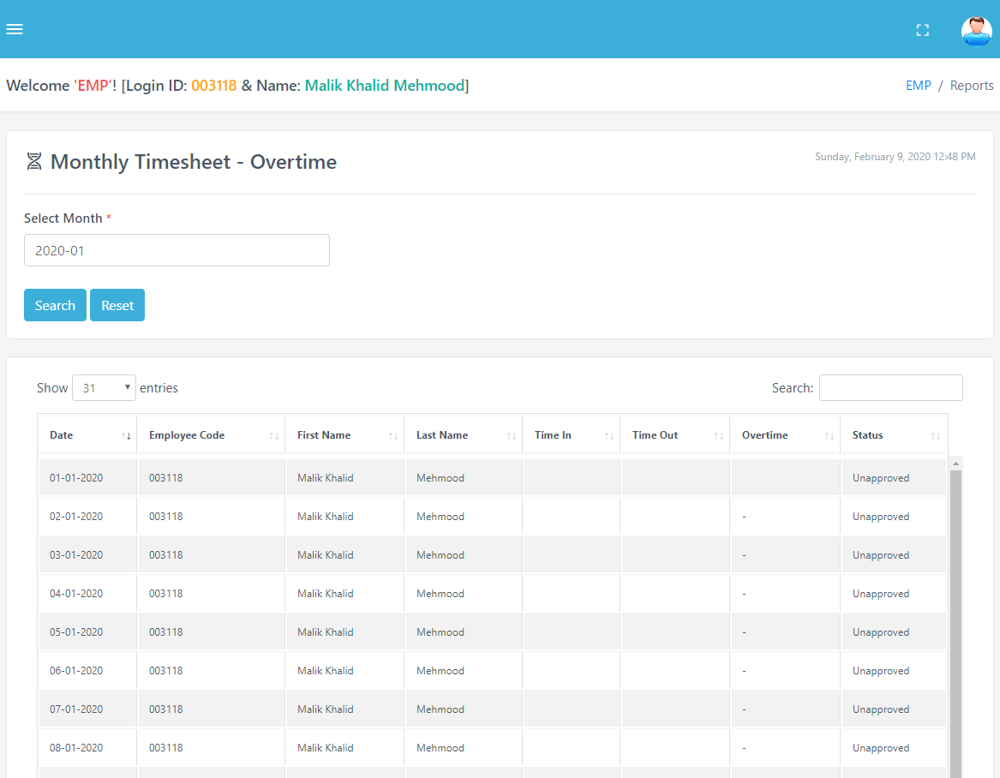 Welcome 'EMP'! [Login ID: 003118 & Name: Malik Khalid Mehmood]
EMP / Reports
Monthly Timesheet - Overtime
Sunday, February 9, 2020 12:48 PM
Select Month *
2020-01
Search Reset
Show 31 entries
Search:
Date Employee Code First Name Last Name Time In Time Out Overtime Status
01-01-2020 003118 Malik Khalid Mehmood Unapproved
02-01-2020 003118 Malik Khalid Mehmood - Unapproved
03-01-2020 003118 Malik Khalid Mehmood - Unapproved
04-01-2020 003118 Malik Khalid Mehmood - Unapproved
05-01-2020 003118 Malik Khalid Mehmood - Unapproved
06-01-2020 003118 Malik Khalid Mehmood - Unapproved
07-01-2020 003118 Malik Khalid Mehmood - Unapproved
08-01-2020 003118 Malik Khalid Mehmood - Unapproved